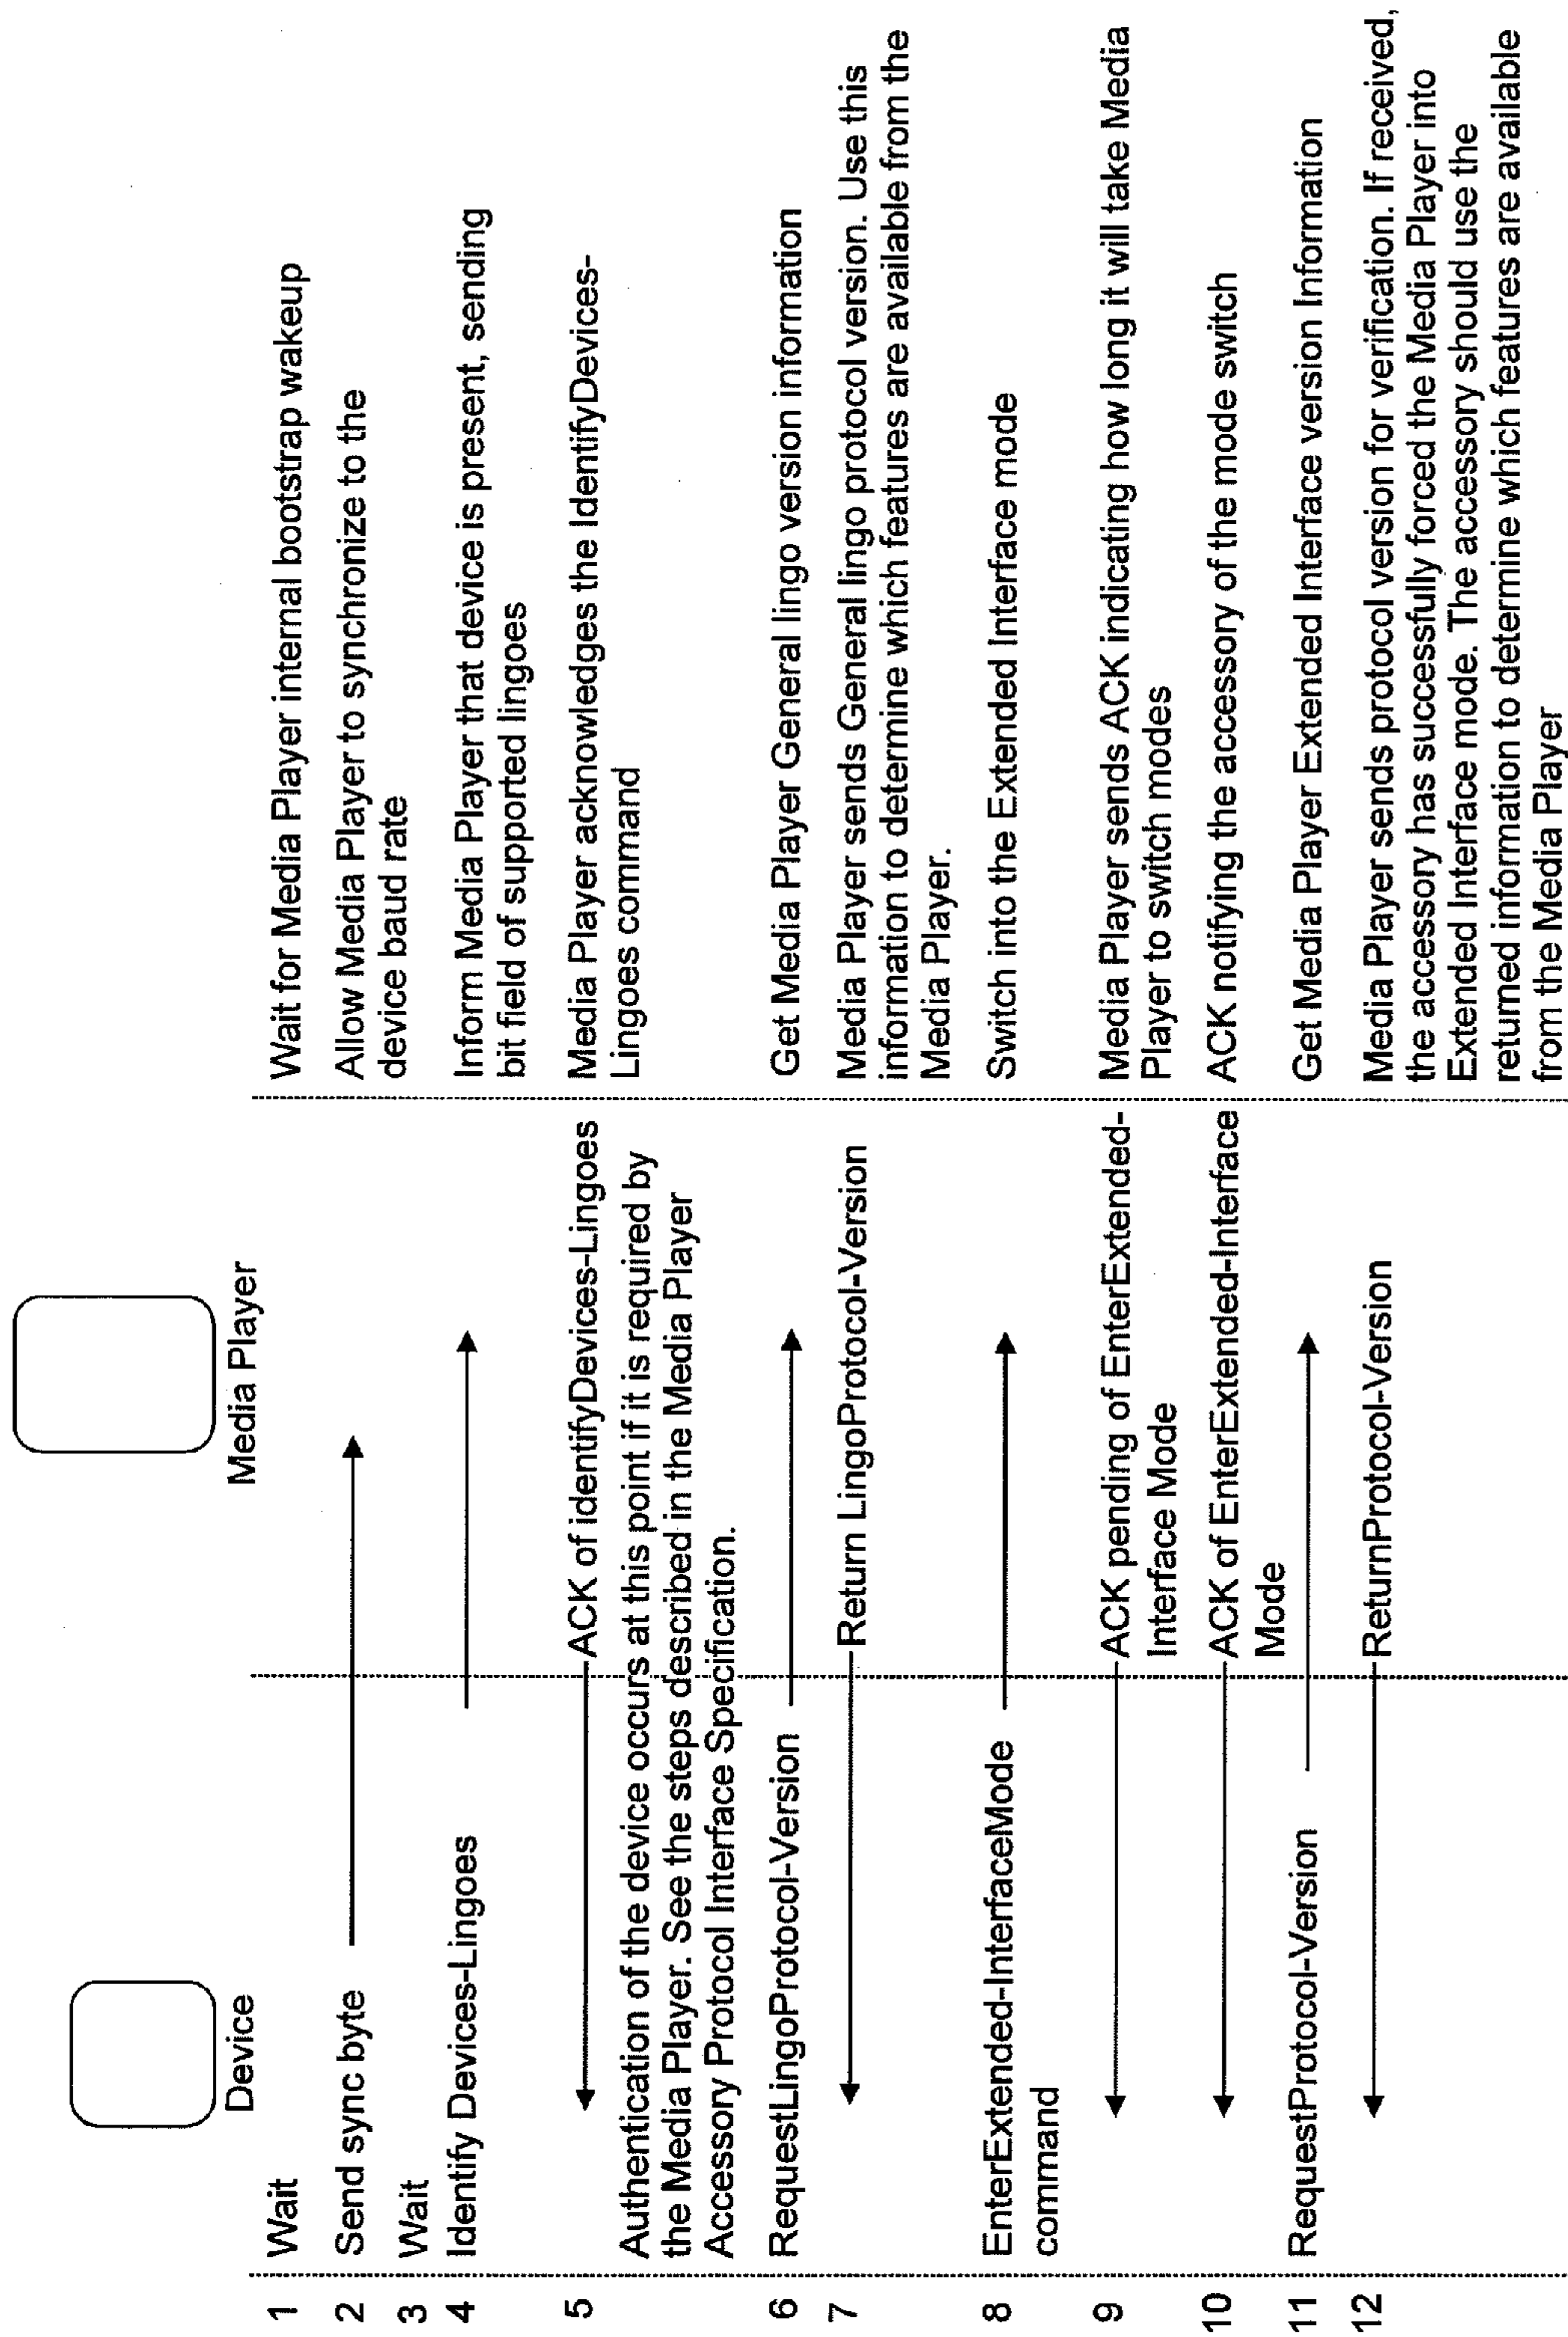 Device
Media Player
1
Wait
Wait for Media Player internal bootstrap wakeup
2
Send sync byte
Allow Media Player to synchronize to the
device baud rate
3
Wait
4
Identify Devices-Lingoes
Inform Media Player that device is present, sending
bit field of supported lingoes
5
ACK of identifyDevices-Lingoes
Media Player acknowledges the IdentifyDevices-
Lingoes command
Authentication of the device occurs at this point if it is required by
the Media Player. See the steps described in the Media Player
Accessory Protocol Interface Specification.
6
RequestLingoProtocol-Version
Get Media Player General lingo version information
7
Return LingoProtocol-Version
Media Player sends General lingo protocol version. Use this
information to determine which features are available from the
Media Player.
8
EnterExtended-InterfaceMode
command
Switch into the Extended Interface mode
9
ACK pending of EnterExtended-
Interface Mode
Media Player sends ACK indicating how long it will take Media
Player to switch modes
10
ACK of EnterExtended-Interface
Mode
ACK notifying the accessory of the mode switch
11
RequestProtocol-Version
Get Media Player Extended Interface version Information
12
ReturnProtocol-Version
Media Player sends protocol version for verification. If received,
the accessory has successfully forced the Media Player into
Extended Interface mode. The accessory should use the
returned information to determine which features are available
from the Media Player